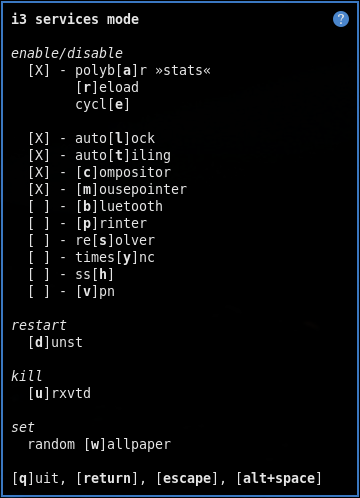 i3 services mode
?
enable/disable
[X] - polyb[a]r »stats«
[r]eload
cycl[e]
[X] - auto[l]ock
[X] - auto[t]iling
[X] - [c]ompositor
[X] - [m]ousepointer
[ ] - [b]luetooth
[ ] - [p]rinter
[ ] - re[s]olver
[ ] - times[y]nc
[ ] - ss[h]
[ ] - [v]pn
restart
[d]unst
kill
[u]rxvtd
set
random [w]allpaper
[q]uit, [return], [escape], [alt+space]